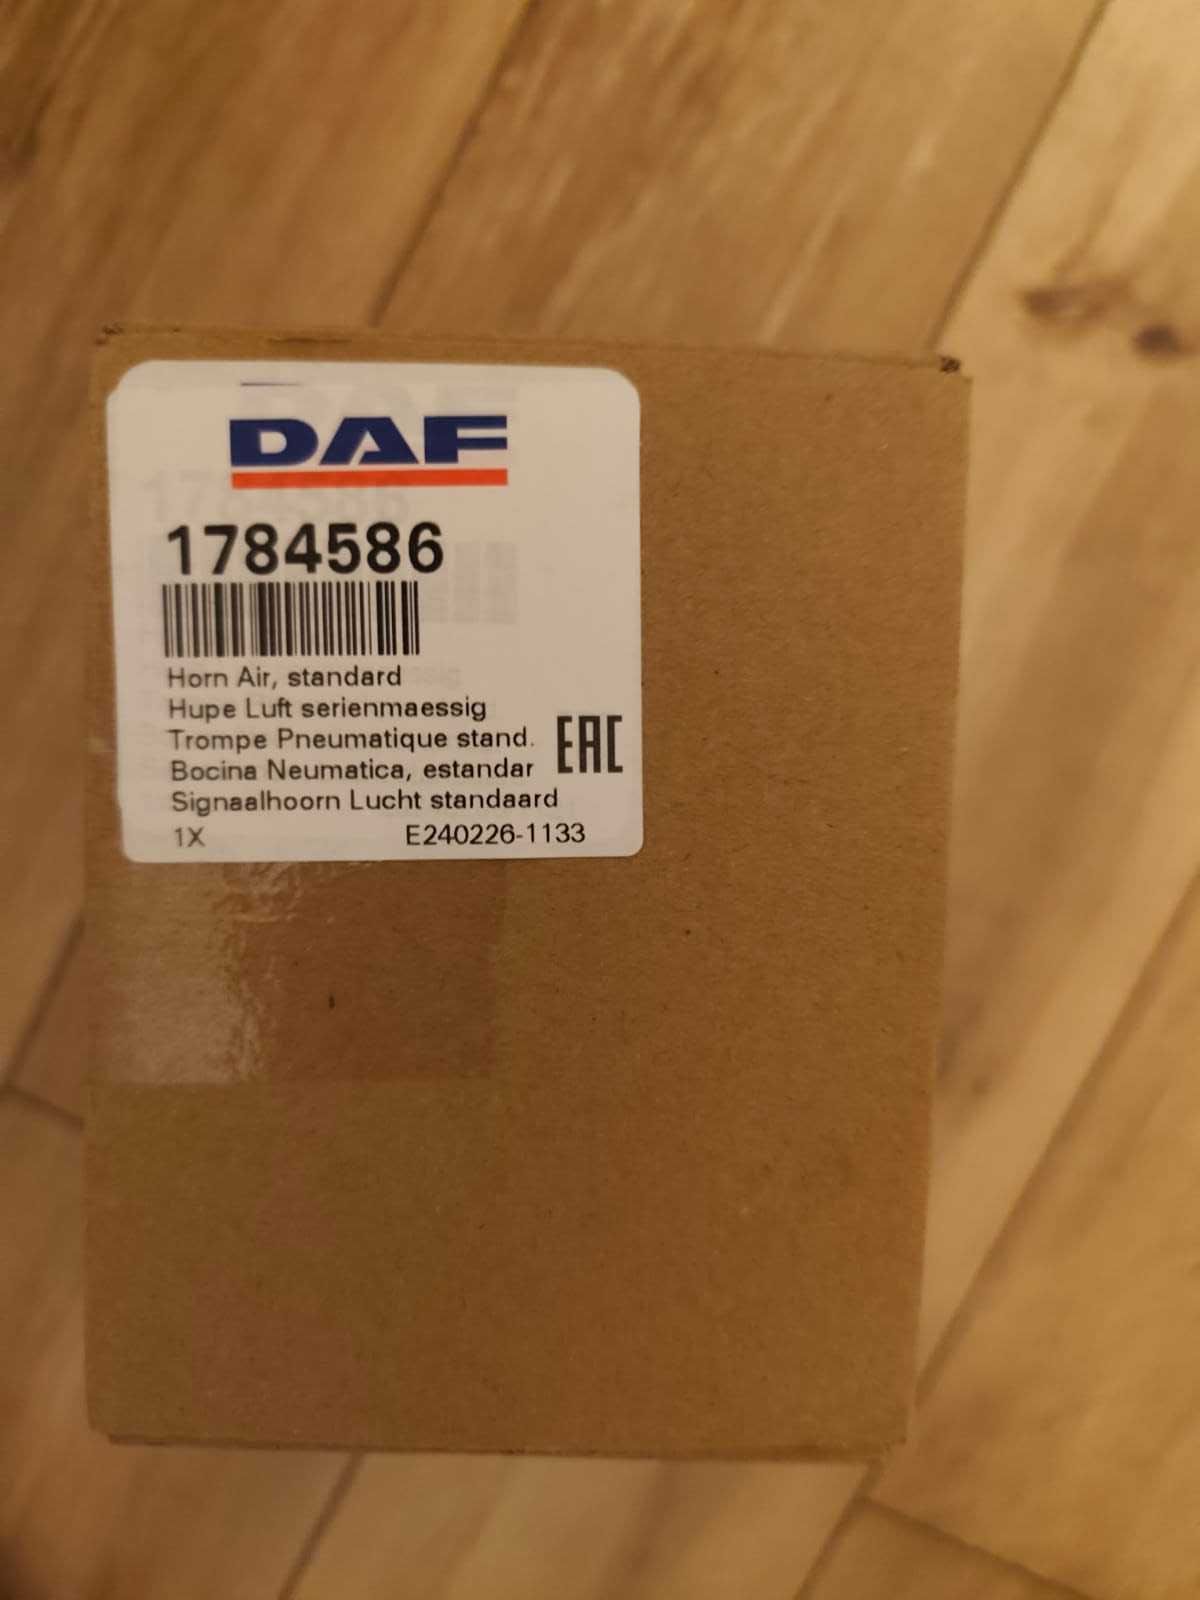 DAF
1784586
Horn Air, standard
Hupe Luft serienmaessig
Trompe Pneumatique stand.
Bocina Neumatica, estandar
EAC
Signaalhoorn Lucht standaard
1X E240226-1133